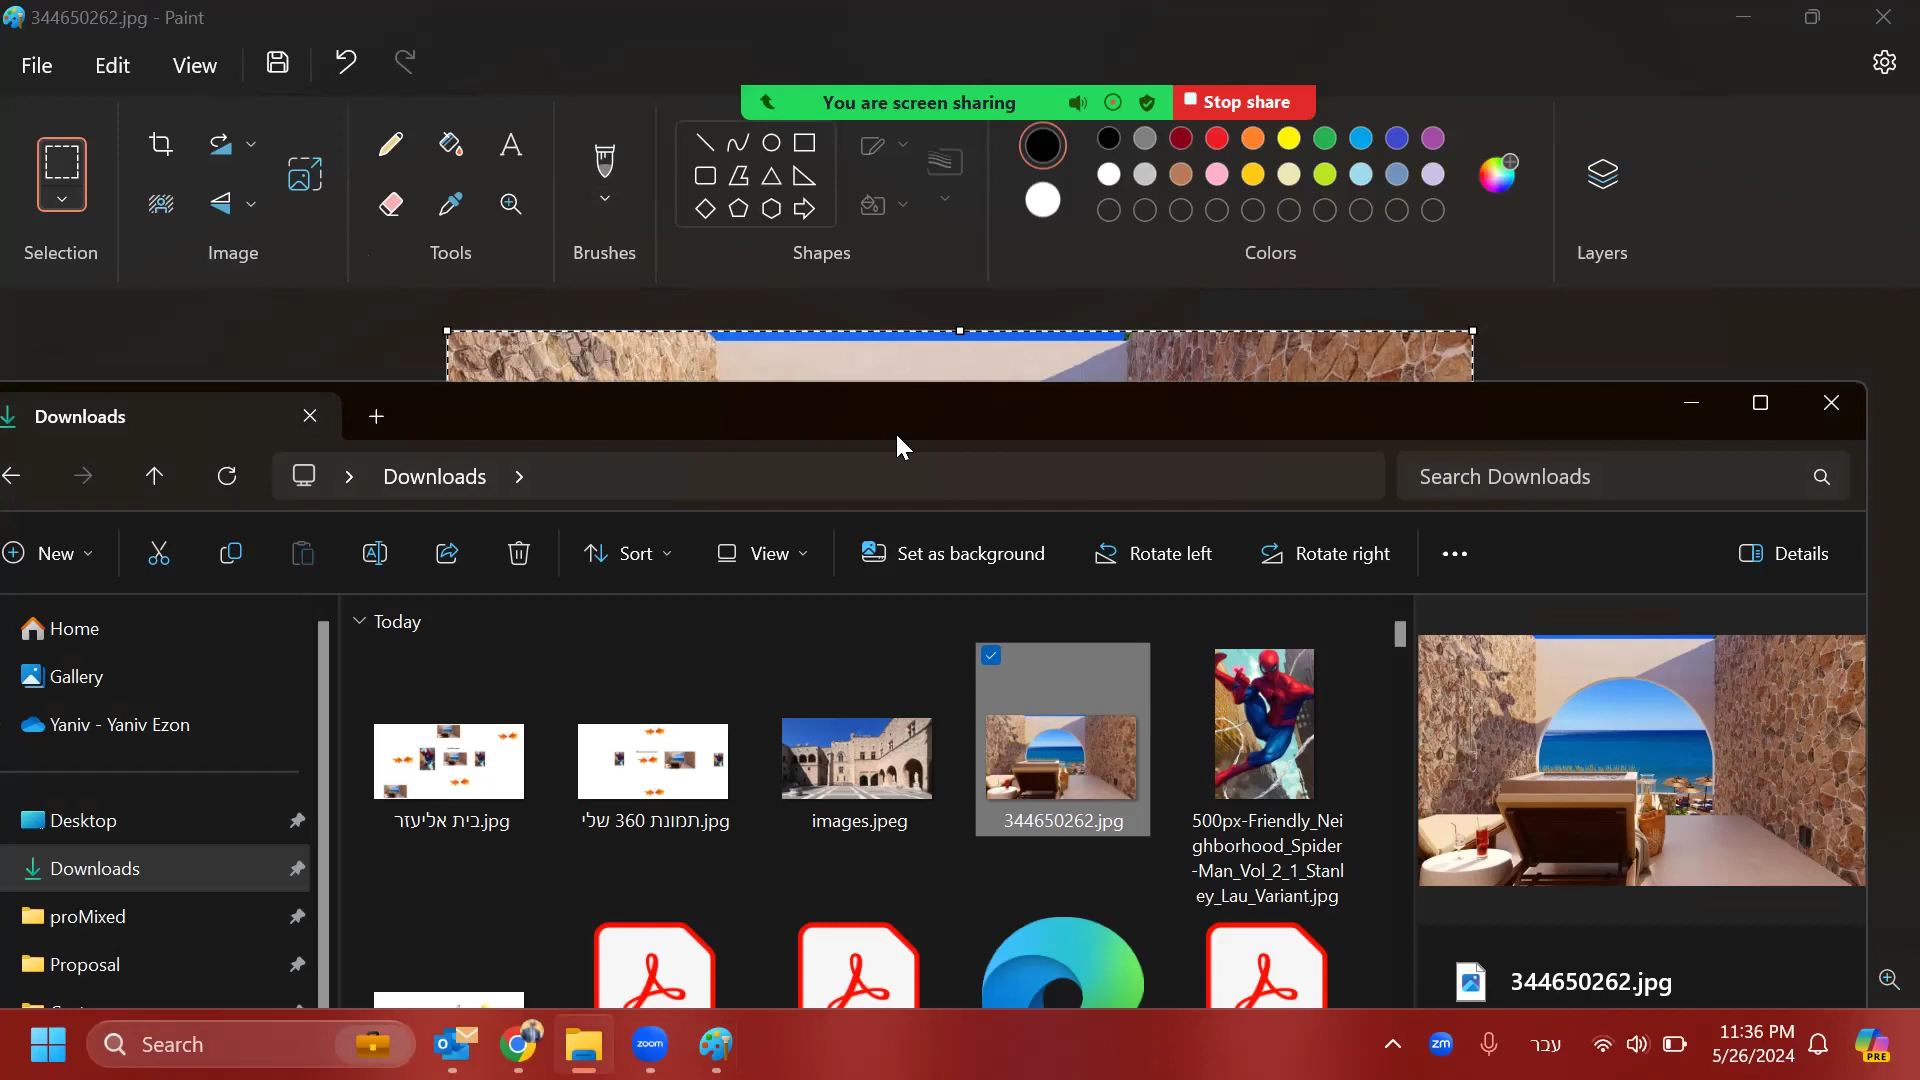 344650262.jpg - Paint
File Edit View
You are screen sharing Stop share
Selection Image Tools Brushes Shapes Colors Layers
Downloads
Downloads Search Downloads
New Sort View Set as background Rotate left Rotate right Details
Home
Gallery
Yaniv - Yaniv Ezon
Desktop
Downloads
proMixed
Proposal
Today
בית אליעזר.jpg
תמונת 360 שלי.jpg
images.jpeg
344650262.jpg
500px-Friendly_Nei
ghborhood_Spider
-Man_Vol_2_1_Stanl
ey_Lau_Variant.jpg
344650262.jpg
Search
zoom
zm
עבר
11:36 PM
5/26/2024
PRE